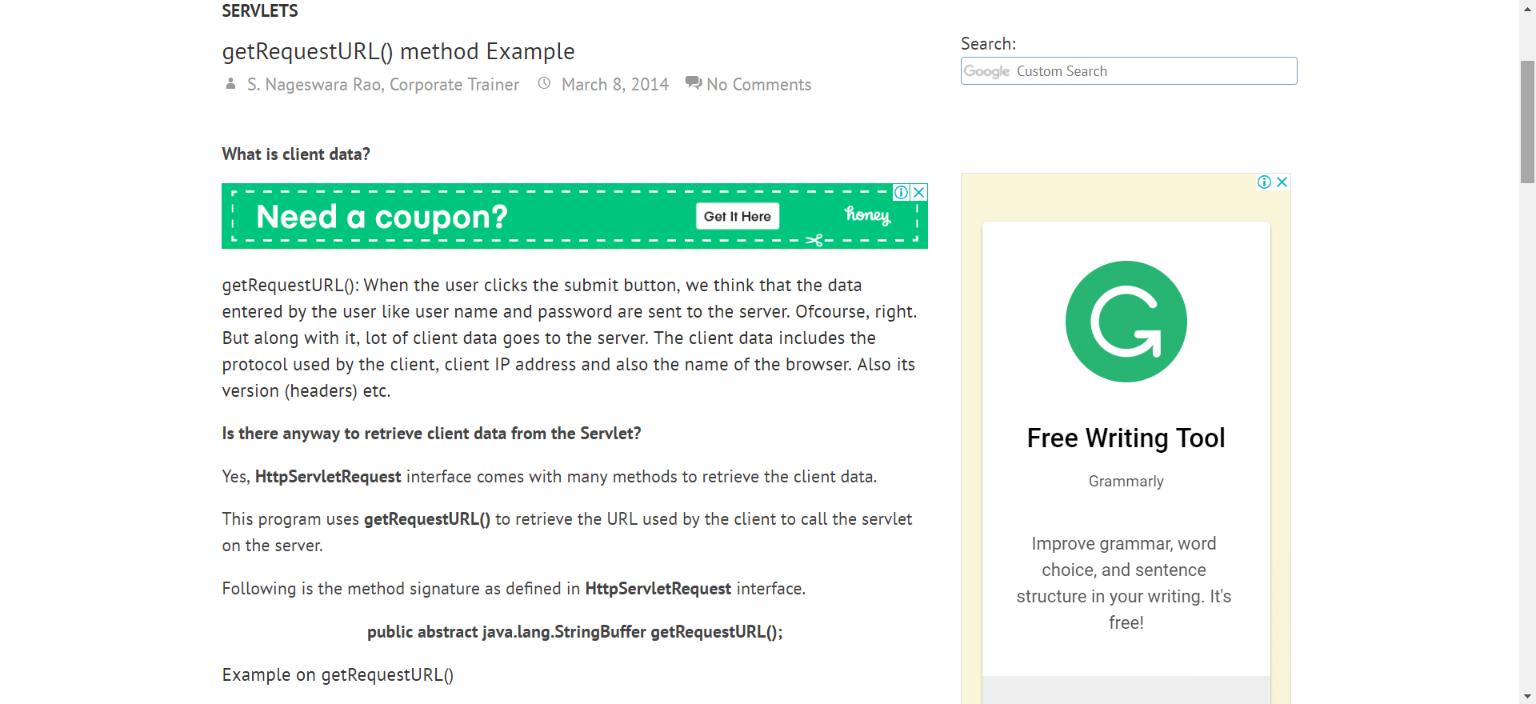 SERVLETS
getRequestURL() method Example
S. Nageswara Rao, Corporate Trainer March 8, 2014 No Comments
What is client data?
Need a coupon? Get It Here honey
getRequestURL(): When the user clicks the submit button, we think that the data
entered by the user like user name and password are sent to the server. Ofcourse, right.
But along with it, lot of client data goes to the server. The client data includes the
protocol used by the client, client IP address and also the name of the browser. Also its
version (headers) etc.
Is there anyway to retrieve client data from the Servlet?
Yes, HttpServletRequest interface comes with many methods to retrieve the client data.
This program uses getRequestURL() to retrieve the URL used by the client to call the servlet
on the server.
Following is the method signature as defined in HttpServletRequest interface.
public abstract java.lang.StringBuffer getRequestURL();
Example on getRequestURL()
Search:
Google Custom Search
Free Writing Tool
Grammarly
Improve grammar, word
choice, and sentence
structure in your writing. It's
free!